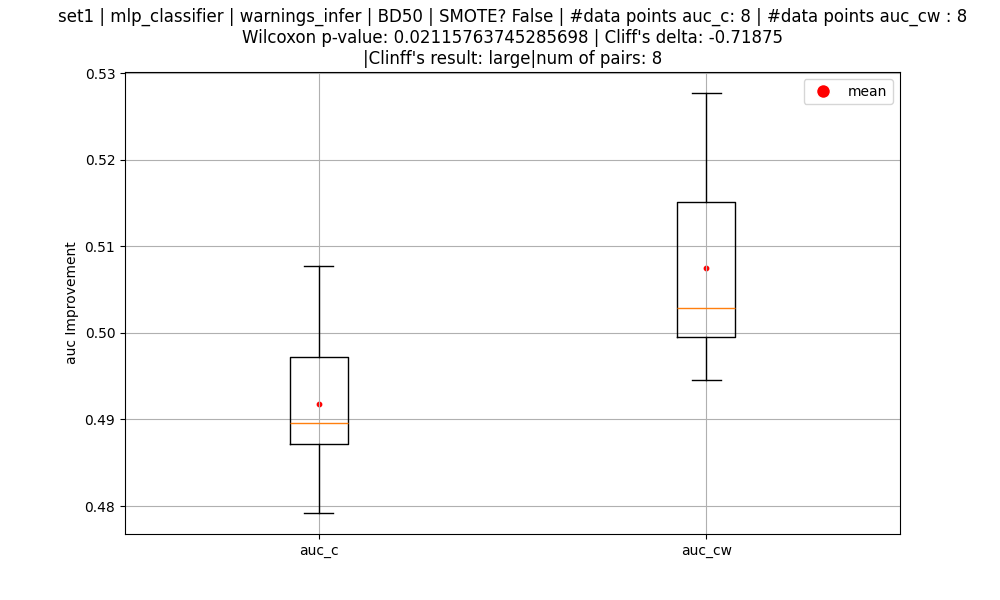 set1 | mlp_classifier | warnings_infer | BD50 | SMOTE? False | #data points auc_c: 8 | #data points auc_cw : 8
Wilcoxon p-value: 0.02115763745285698 | Cliff's delta: -0.71875
|Clinff's result: large|num of pairs: 8
mean
0.53
0.52
0.51
0.50
0.49
0.48
auc Improvement
auc_c
auc_cw